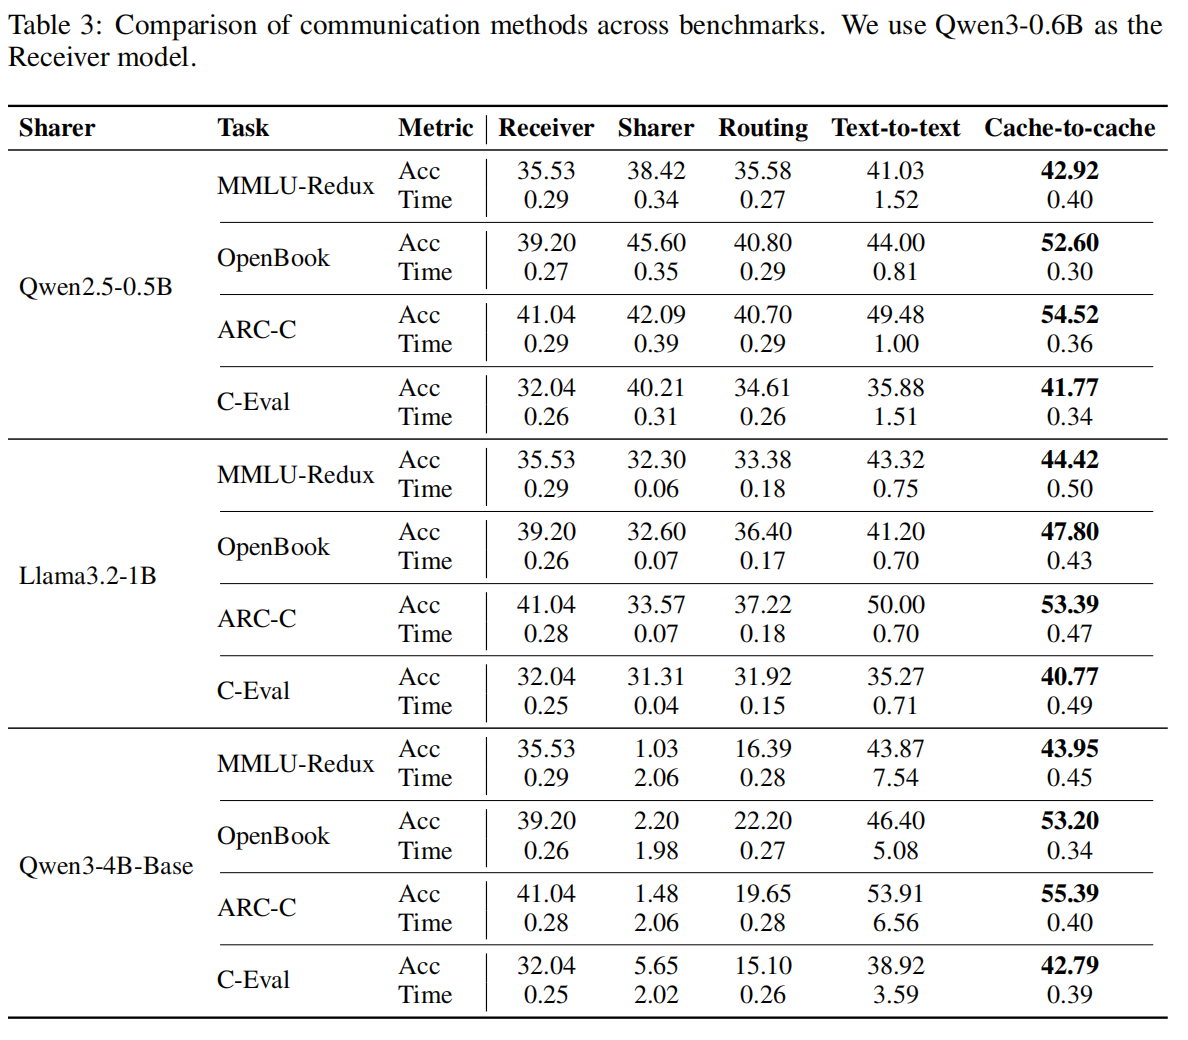 Table 3: Comparison of communication methods across benchmarks. We use Qwen3-0.6B as the
Receiver model.
Sharer Task Metric Receiver Sharer Routing Text-to-text Cache-to-cache
Qwen2.5-0.5B
MMLU-Redux
Acc 35.53 38.42 35.58 41.03 42.92
Time 0.29 0.34 0.27 1.52 0.40
OpenBook
Acc 39.20 45.60 40.80 44.00 52.60
Time 0.27 0.35 0.29 0.81 0.30
ARC-C
Acc 41.04 42.09 40.70 49.48 54.52
Time 0.29 0.39 0.29 1.00 0.36
C-Eval
Acc 32.04 40.21 34.61 35.88 41.77
Time 0.26 0.31 0.26 1.51 0.34
Llama3.2-1B
MMLU-Redux
Acc 35.53 32.30 33.38 43.32 44.42
Time 0.29 0.06 0.18 0.75 0.50
OpenBook
Acc 39.20 32.60 36.40 41.20 47.80
Time 0.26 0.07 0.17 0.70 0.43
ARC-C
Acc 41.04 33.57 37.22 50.00 53.39
Time 0.28 0.07 0.18 0.70 0.47
C-Eval
Acc 32.04 31.31 31.92 35.27 40.77
Time 0.25 0.04 0.15 0.71 0.49
Qwen3-4B-Base
MMLU-Redux
Acc 35.53 1.03 16.39 43.87 43.95
Time 0.29 2.06 0.28 7.54 0.45
OpenBook
Acc 39.20 2.20 22.20 46.40 53.20
Time 0.26 1.98 0.27 5.08 0.34
ARC-C
Acc 41.04 1.48 19.65 53.91 55.39
Time 0.28 2.06 0.28 6.56 0.40
C-Eval
Acc 32.04 5.65 15.10 38.92 42.79
Time 0.25 2.02 0.26 3.59 0.39